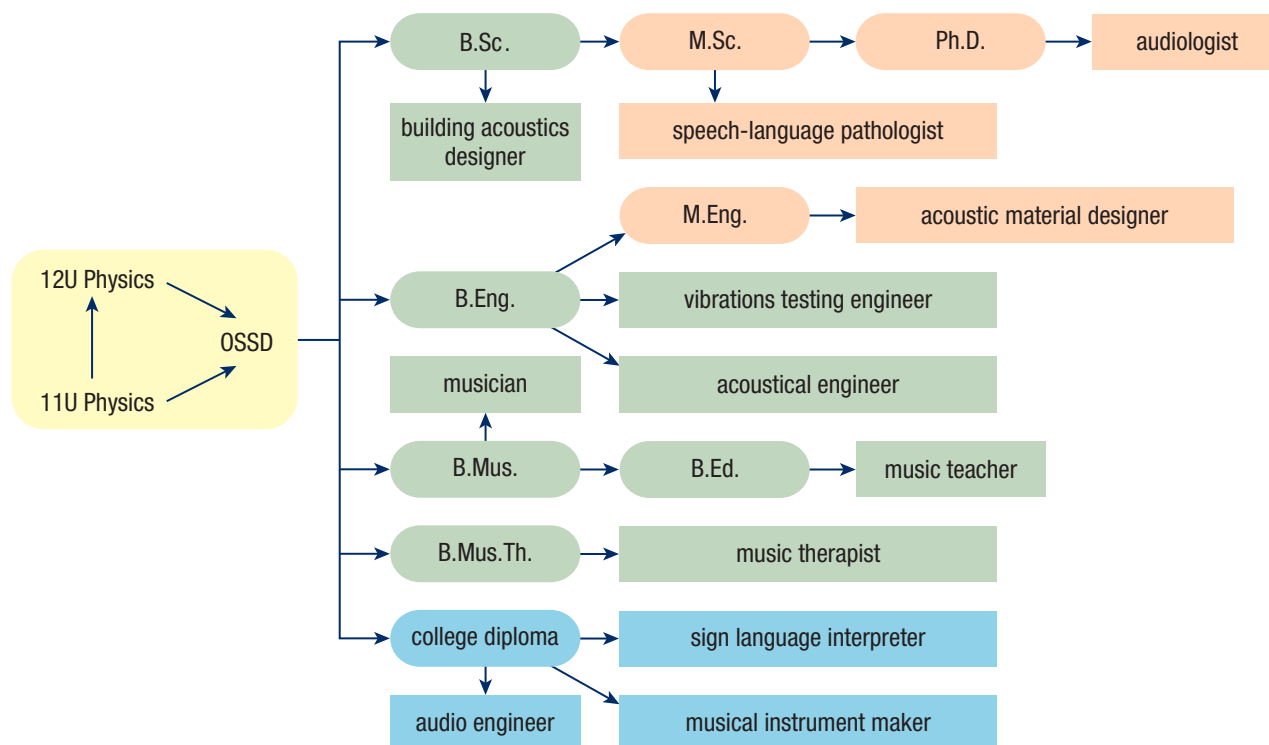 B.Sc.
M.Sc.
Ph.D.
audiologist
building acoustics
designer
speech-language pathologist
M.Eng.
acoustic material designer
12U Physics
OSSD
11U Physics
B.Eng.
vibrations testing engineer
acoustical engineer
musician
B.Mus.
B.Ed.
music teacher
B.Mus.Th.
music therapist
college diploma
sign language interpreter
audio engineer
musical instrument maker